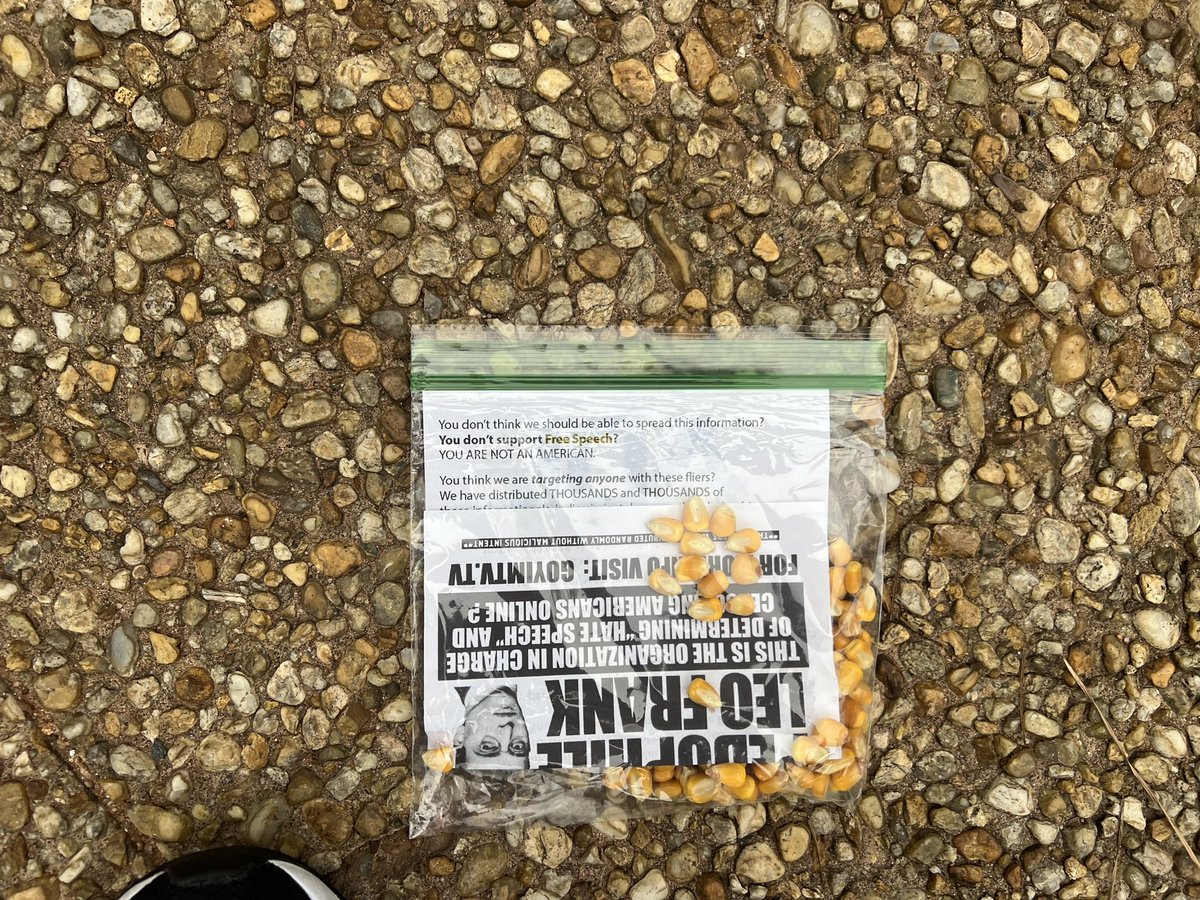 You don't think we should be able to spread this information?
You don't support Free Speech?
YOU ARE NOT AN AMERICAN.
You think we are targeting anyone with these fliers?
We have distributed THOUSANDS and THOUSANDS of
LEO FRANK
THIS IS THE ORGANIZATION IN CHARGE
OF DETERMINING "HATE SPEECH" AND
AMERICANS ONLINE?
FOR VISIT: GOYIMTV.TV
RANDOMLY WITHOUT MALICIOUS INTENT**